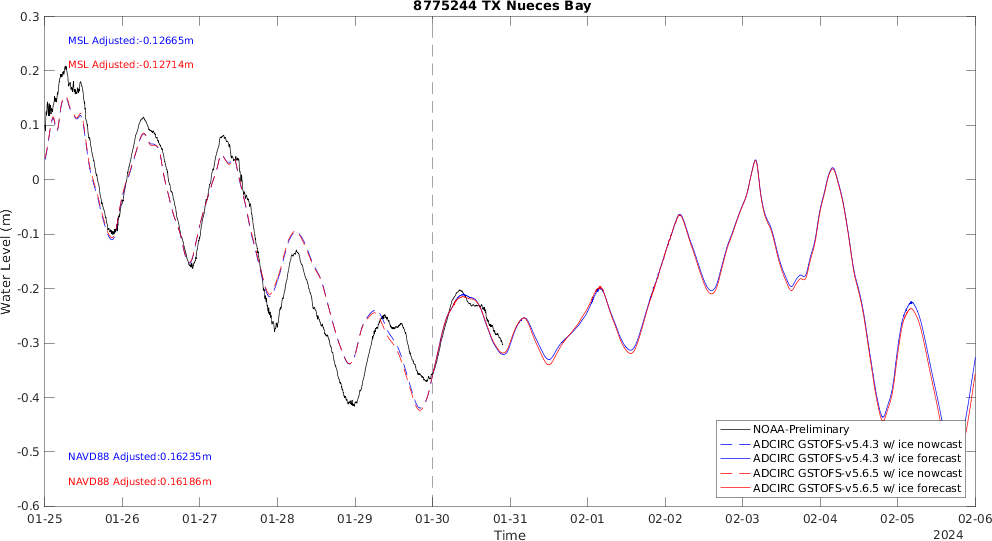 8775244 TX Nueces Bay
MSL Adjusted:-0.12665m
MSL Adjusted:-0.12714m
Water Level (m)
0.3
0.2
0.1
0
-0.1
-0.2
-0.3
-0.4
-0.5
-0.6
NAVD88 Adjusted:0.16235m
NAVD88 Adjusted:0.16186m
NOAA-Preliminary
ADCIRC GSTOFS-v5.4.3 w/ ice nowcast
ADCIRC GSTOFS-v5.4.3 w/ ice forecast
ADCIRC GSTOFS-v5.6.5 w/ ice nowcast
ADCIRC GSTOFS-v5.6.5 w/ ice forecast
01-25 01-26 01-27 01-28 01-29 01-30 01-31 02-01 02-02 02-03 02-04 02-05 02-06
Time
2024